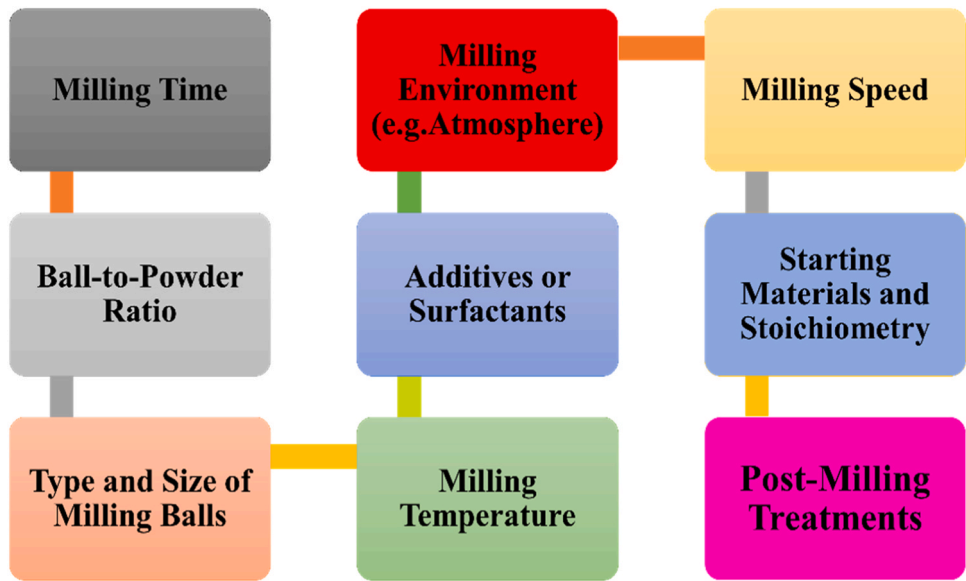 Milling Time
Ball-to-Powder
Ratio
Type and Size of
Milling Balls
Milling
Temperature
Additives or
Surfactants
Milling
Environment
(e.g.Atmosphere)
Milling Speed
Starting
Materials and
Stoichiometry
Post-Milling
Treatments